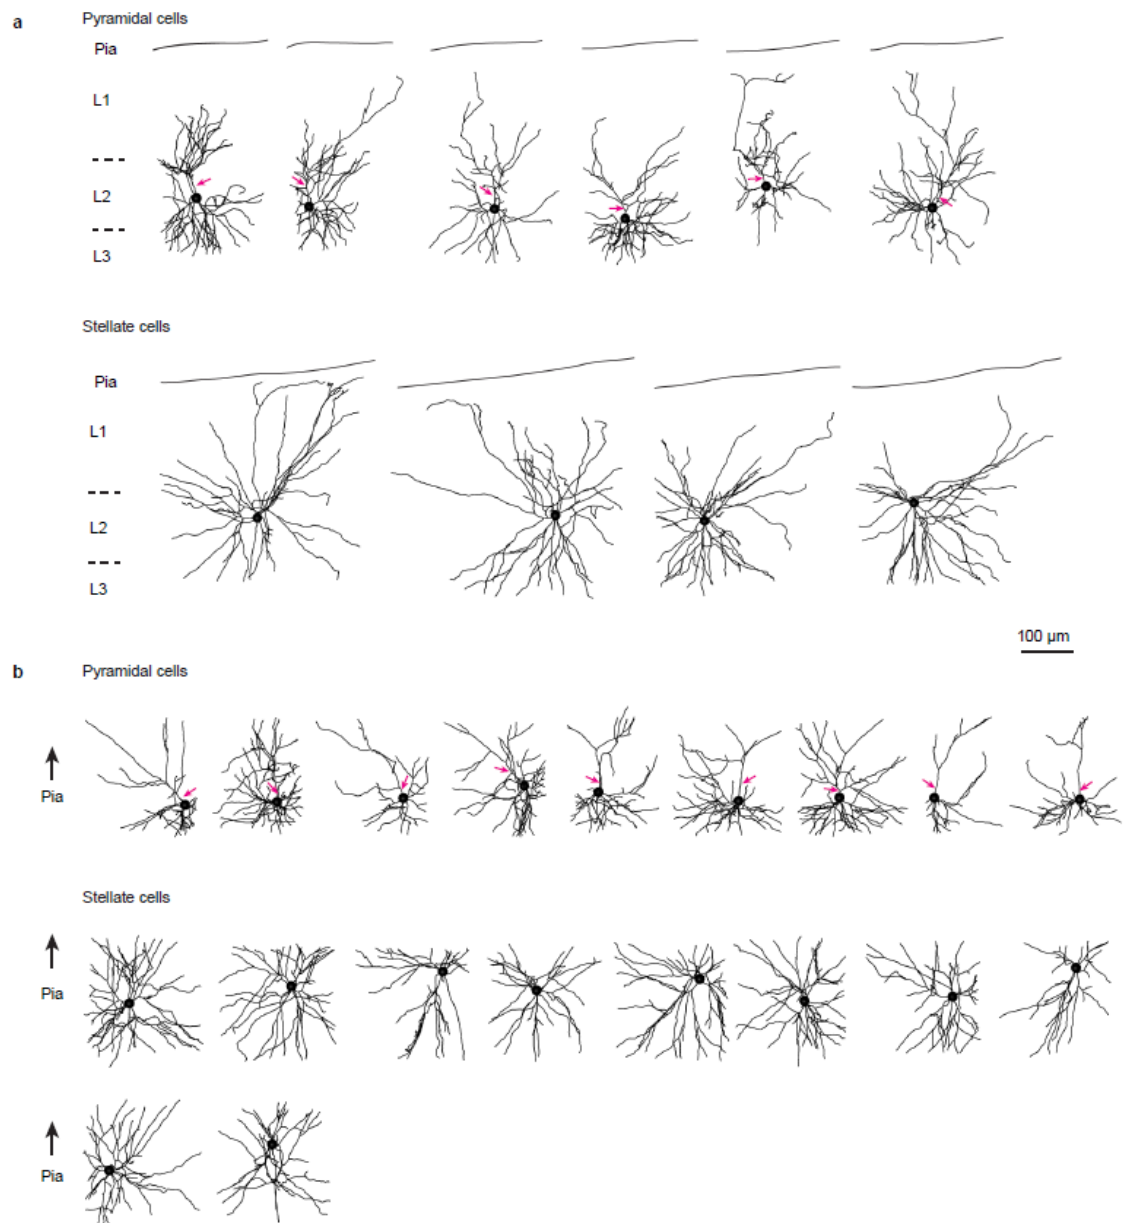 a
Pyramidal cells
Pia
L1
L2
L3
Stellate cells
Pia
L1
L2
L3
100 µm
b
Pyramidal cells
Pia
Stellate cells
Pia
Pia